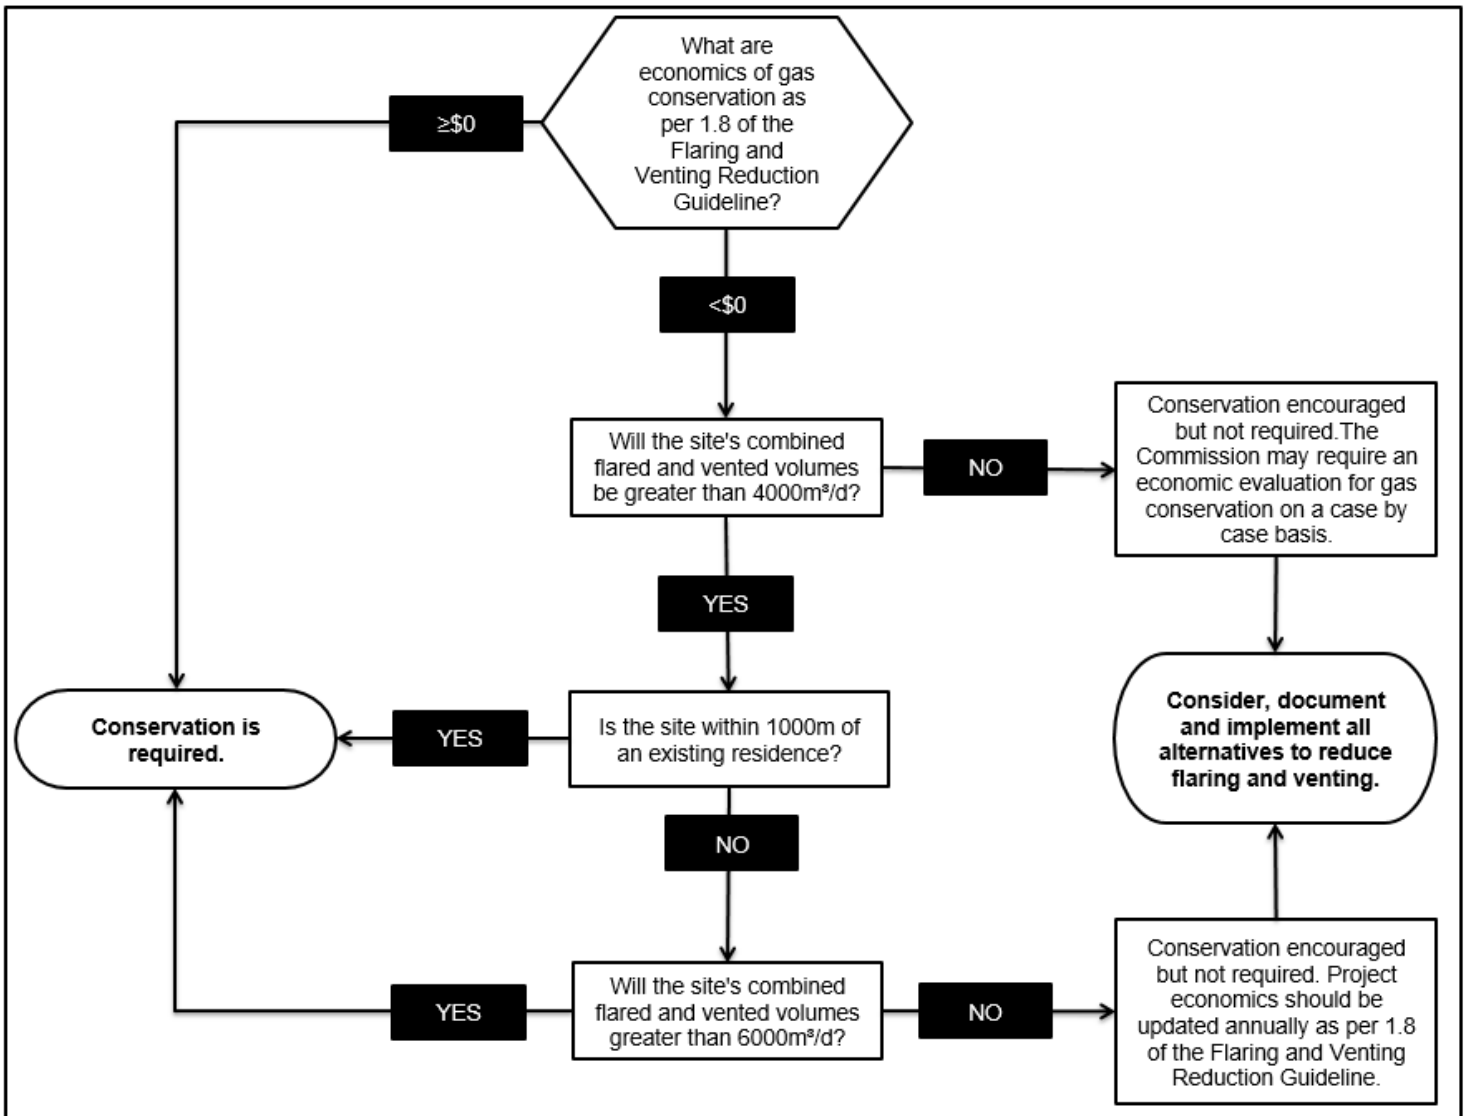 What are
economics of gas
conservation as
per 1.8 of the
Flaring and
Venting Reduction
Guideline?
≥$0
<$0
Will the site's combined
flared and vented volumes
be greater than 4000m³/d?
NO
Conservation encouraged
but not required.The
Commission may require an
economic evaluation for gas
conservation on a case by
case basis.
YES
Conservation is
required.
YES
Is the site within 1000m of
an existing residence?
Consider, document
and implement all
alternatives to reduce
flaring and venting.
NO
YES
Will the site's combined
flared and vented volumes
greater than 6000m³/d?
NO
Conservation encouraged
but not required. Project
economics should be
updated annually as per 1.8
of the Flaring and Venting
Reduction Guideline.